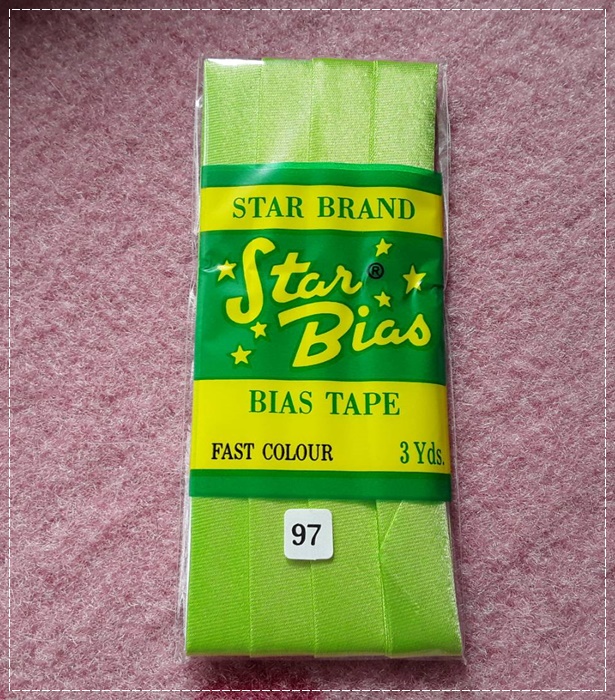 STAR BRAND
Star ®
Bias
BIAS TAPE
FAST COLOUR 3 Yds.
97